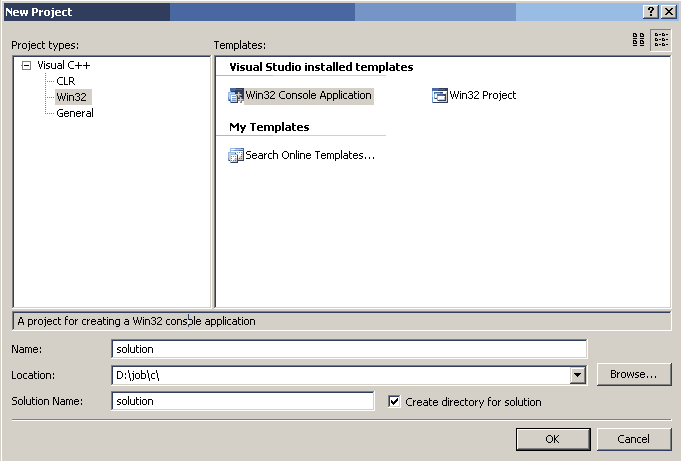 New Project
Project types:
Templates:
Visual C++
CLR
Win32
General
Visual Studio installed templates
Win32 Console Application
Win32 Project
My Templates
Search Online Templates...
A project for creating a Win32 console application
Name:
solution
Location:
D:\job\c\
Browse...
Solution Name:
solution
Create directory for solution
OK
Cancel